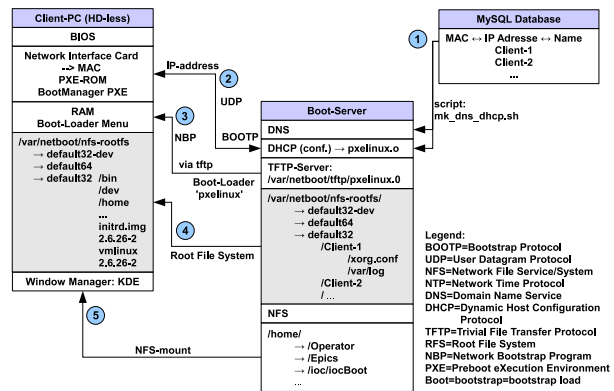 Client-PC (HD-less)
BIOS
Network Interface Card
--> MAC
PXE-ROM
BootManager PXE
RAM
Boot-Loader Menu
/var/netboot/nfs-rootfs
→ default32-dev
→ default64
→ default32 /bin
/dev
/home
...
initrd.img
2.6.26-2
vmlinux
2.6.26-2
Window Manager: KDE
IP-address
2
UDP
3
NBP
BOOTP
via tftp
Boot-Loader
'pxelinux'
4
Root File System
5
NFS-mount
Boot-Server
DNS
DHCP (conf.) → pxelinux.o
TFTP-Server:
/var/netboot/tftp/pxelinux.0
/var/netboot/nfs-rootfs/
→ default32-dev
→ default64
→ default32
/Client-1
/xorg.conf
/var/log
/Client-2
/ ...
NFS
/home/
→ /Operator
→ /Epics
→ /ioc/iocBoot
...
MySQL Database
1
MAC ↔ IP Adresse ↔ Name
Client-1
Client-2
...
script:
mk_dns_dhcp.sh
Legend:
BOOTP=Bootstrap Protocol
UDP=User Datagram Protocol
NFS=Network File Service/System
NTP=Network Time Protocol
DNS=Domain Name Service
DHCP=Dynamic Host Configuration
Protocol
TFTP=Trivial File Transfer Protocol
RFS=Root File System
NBP=Network Bootstrap Program
PXE=Preboot eXecution Environment
Boot=bootstrap=bootstrap load